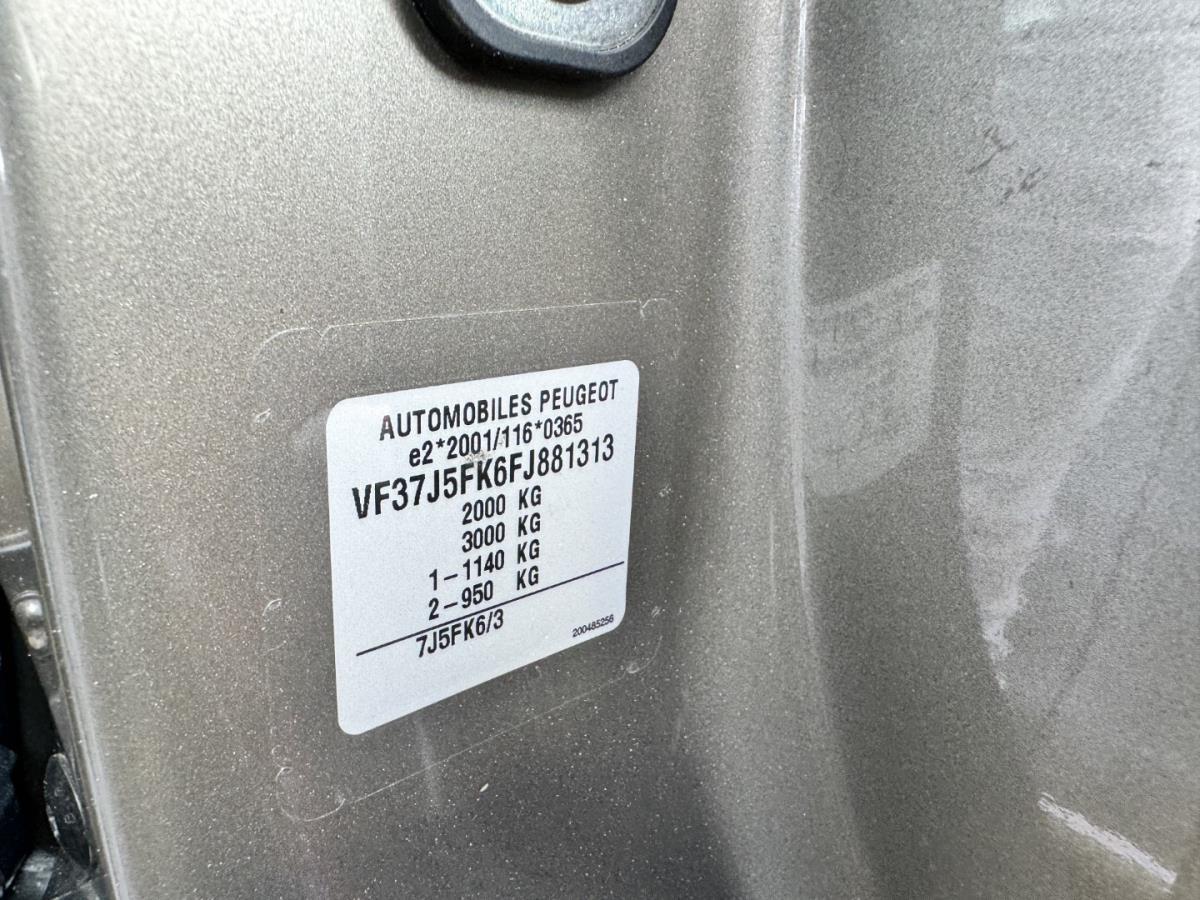 AUTOMOBILES PEUGEOT
e2*2001/116*0365
VF37J5FK6FJ881313
2000 KG
3000 KG
1-1140 KG
2-950 KG
7J5FK6/3
200485256